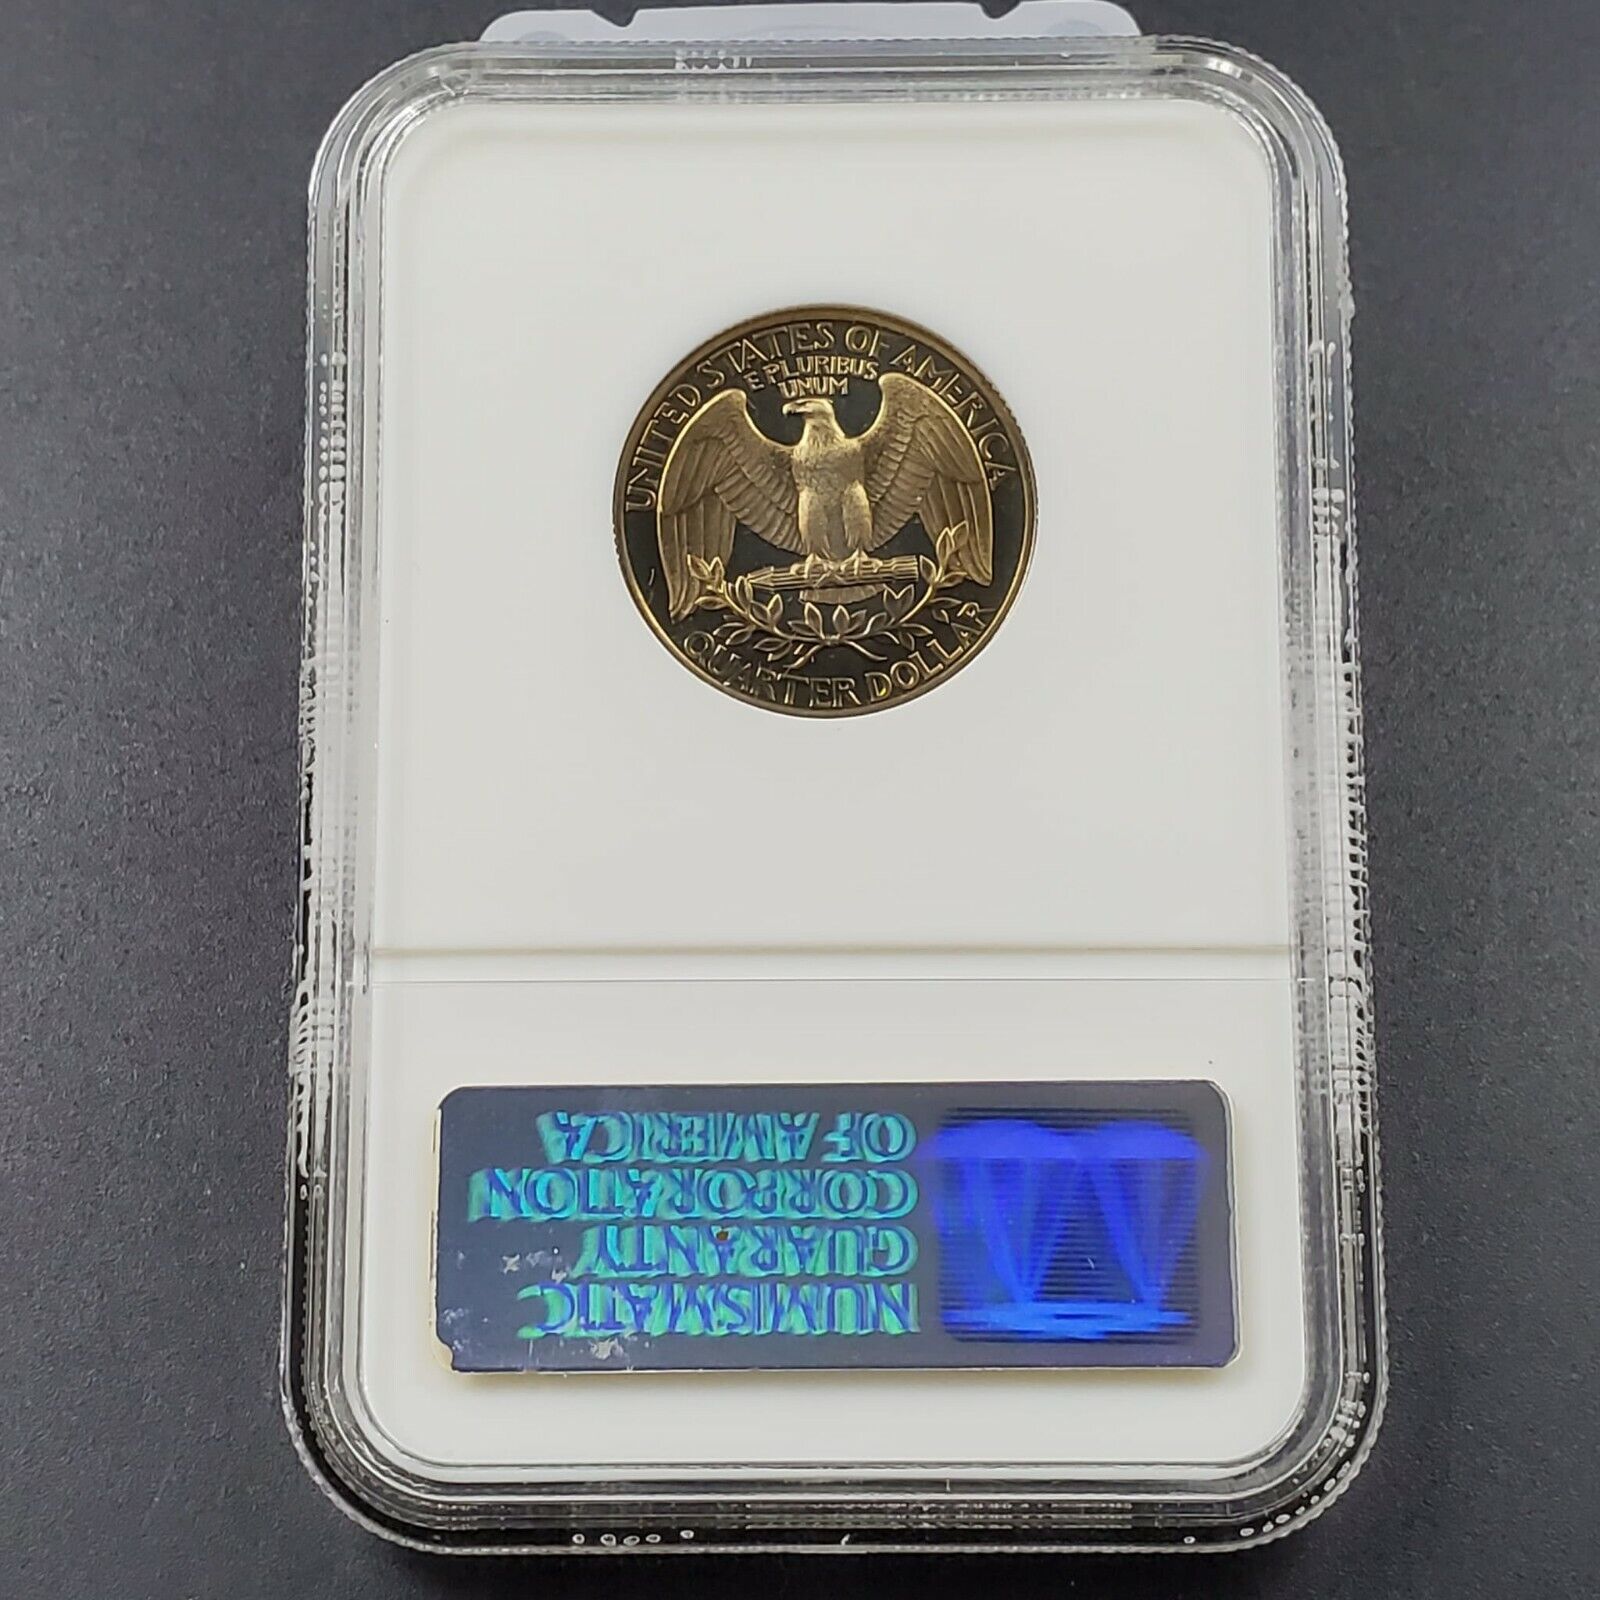 UNITED STATES OF AMERICA
E PLURIBUS
UNUM
QUARTER DOLLAR
NUMISMATIC
GUARANTY
CORPORATION
OF AMERICA